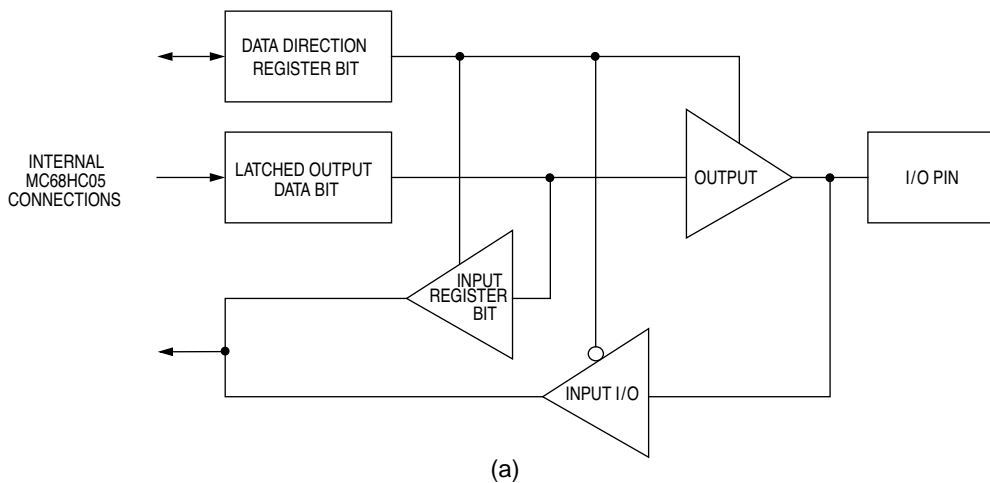 DATA DIRECTION
REGISTER BIT
INTERNAL
MC68HC05
CONNECTIONS
LATCHED OUTPUT
DATA BIT
OUTPUT
I/O PIN
INPUT
REGISTER
BIT
INPUT I/O
(a)